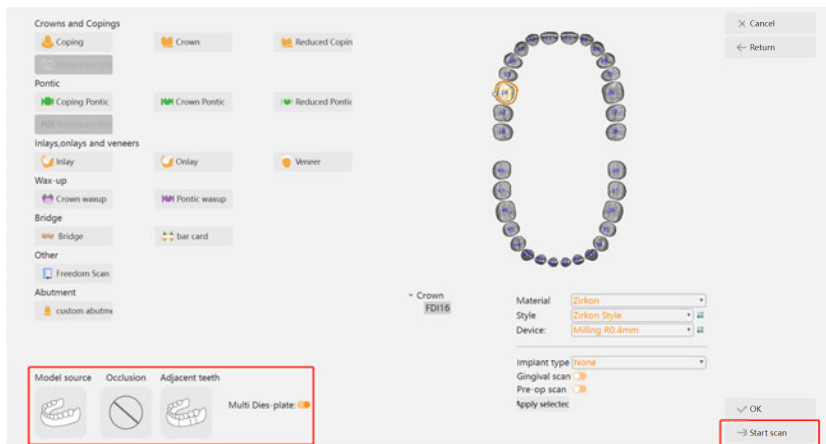 Crowns and Copings
Coping
Crown
Reduced Copin
Pontic
Coping Pontic
Crown Pontic
Reduced Pontic
Inlays,onlays and veneers
Inlay
Onlay
Veneer
Wax-up
Crown waxup
Pontic waxup
Bridge
Bridge
bar card
Other
Freedom Scan
Abutment
custom abutme
Model source
Occlusion
Adjacent teeth
Multi Dies-plate:
Crown
FDI16
Material
Zirkon
Style
Zirkon Style
Device:
Milling R0.4mm
Implant type
None
Gingival scan
Pre-op scan
Apply selectec
Cancel
Return
OK
Start scan